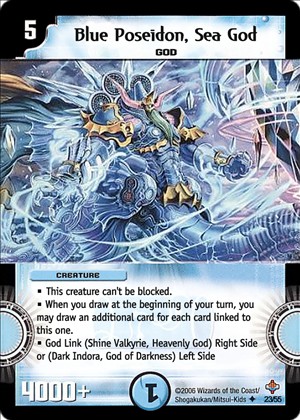 5
Blue Poseidon, Sea God
GOD
CREATURE
▪ This creature can't be blocked.
▪ When you draw at the beginning of your turn, you
may draw an additional card for each card linked to
this one.
▪ God Link (Shine Valkyrie, Heavenly God) Right Side
or (Dark Indora, God of Darkness) Left Side
4000+
1
©2006 Wizards of the Coast/
Shogakukan/Mitsui-Kids ♦ 23/55